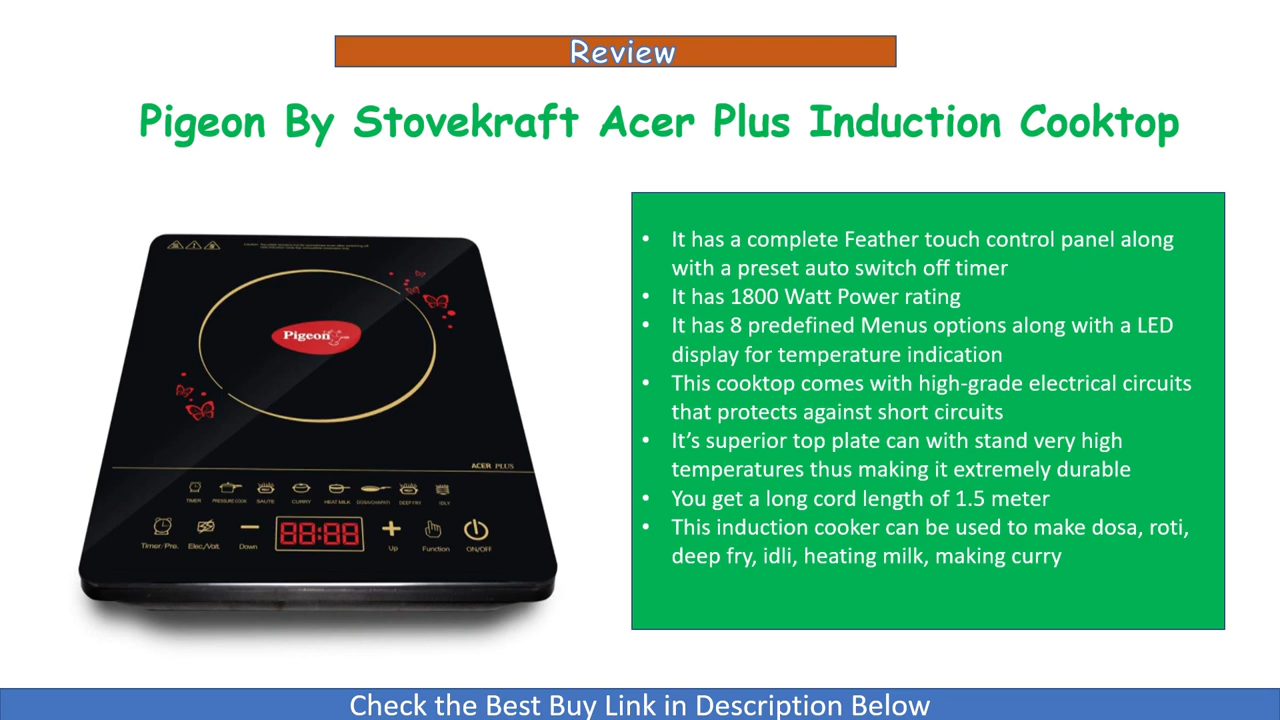 Review
Pigeon By Stovekraft Acer Plus Induction Cooktop
Pigeon
ACER PLUS
TIMER PRESSURE COOK SAUTE CURRY HEAT MILK DOSA/CHAPATI DEEP FRY IDLY
88:88
Timer/Pre. Elec/Volt. Down Up Function ON/OFF
• It has a complete Feather touch control panel along
with a preset auto switch off timer
• It has 1800 Watt Power rating
• It has 8 predefined Menus options along with a LED
display for temperature indication
• This cooktop comes with high-grade electrical circuits
that protects against short circuits
• It’s superior top plate can with stand very high
temperatures thus making it extremely durable
• You get a long cord length of 1.5 meter
• This induction cooker can be used to make dosa, roti,
deep fry, idli, heating milk, making curry
Check the Best Buy Link in Description Below